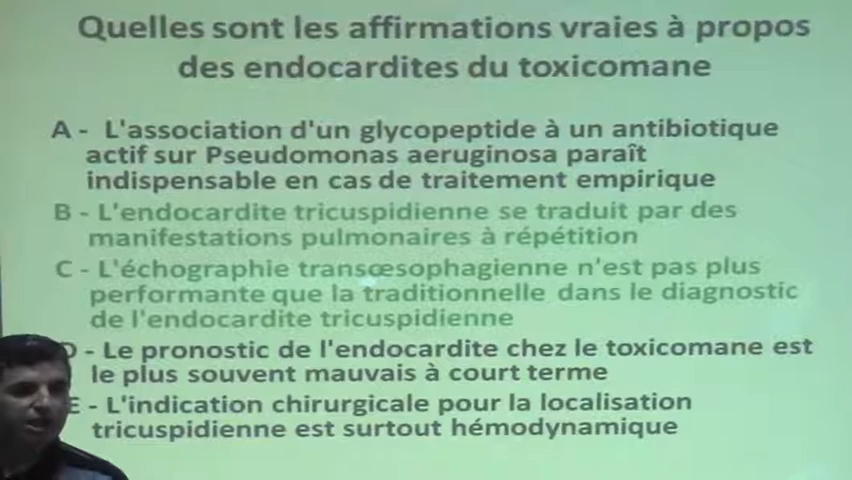 Quelles sont les affirmations vraies à propos
des endocardites du toxicomane
A - L'association d'un glycopeptide à un antibiotique
actif sur Pseudomonas aeruginosa paraît
indispensable en cas de traitement empirique
B - L'endocardite tricuspidienne se traduit par des
manifestations pulmonaires à répétition
C - L'échographie transœsophagienne n'est pas plus
performante que la traditionnelle dans le diagnostic
de l'endocardite tricuspidienne
D - Le pronostic de l'endocardite chez le toxicomane est
le plus souvent mauvais à court terme
E - L'indication chirurgicale pour la localisation
tricuspidienne est surtout hémodynamique